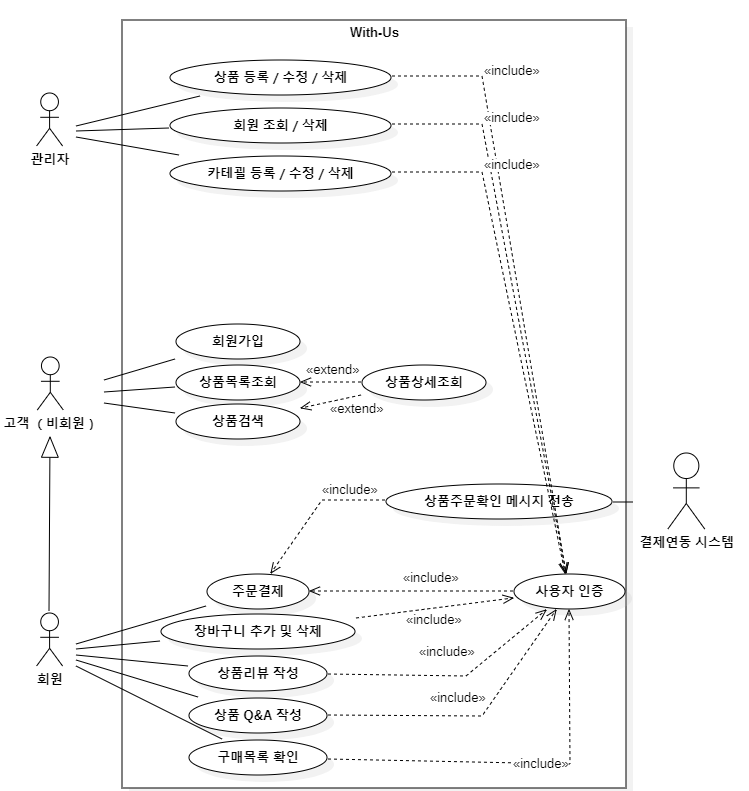 With-Us
상품 등록 / 수정 / 삭제
«include»
회원 조회 / 삭제
«include»
관리자
카테괼 등록 / 수정 / 삭제
«include»
회원가입
고객 ( 비회원 )
상품목록조회
«extend»
상품상세조회
상품검색
«extend»
«include»
상품주문확인 메시지 전송
결제연동 시스템
주문결제
«include»
사용자 인증
장바구니 추가 및 삭제
«include»
회원
상품리뷰 작성
«include»
상품 Q&A 작성
«include»
구매목록 확인
«include»